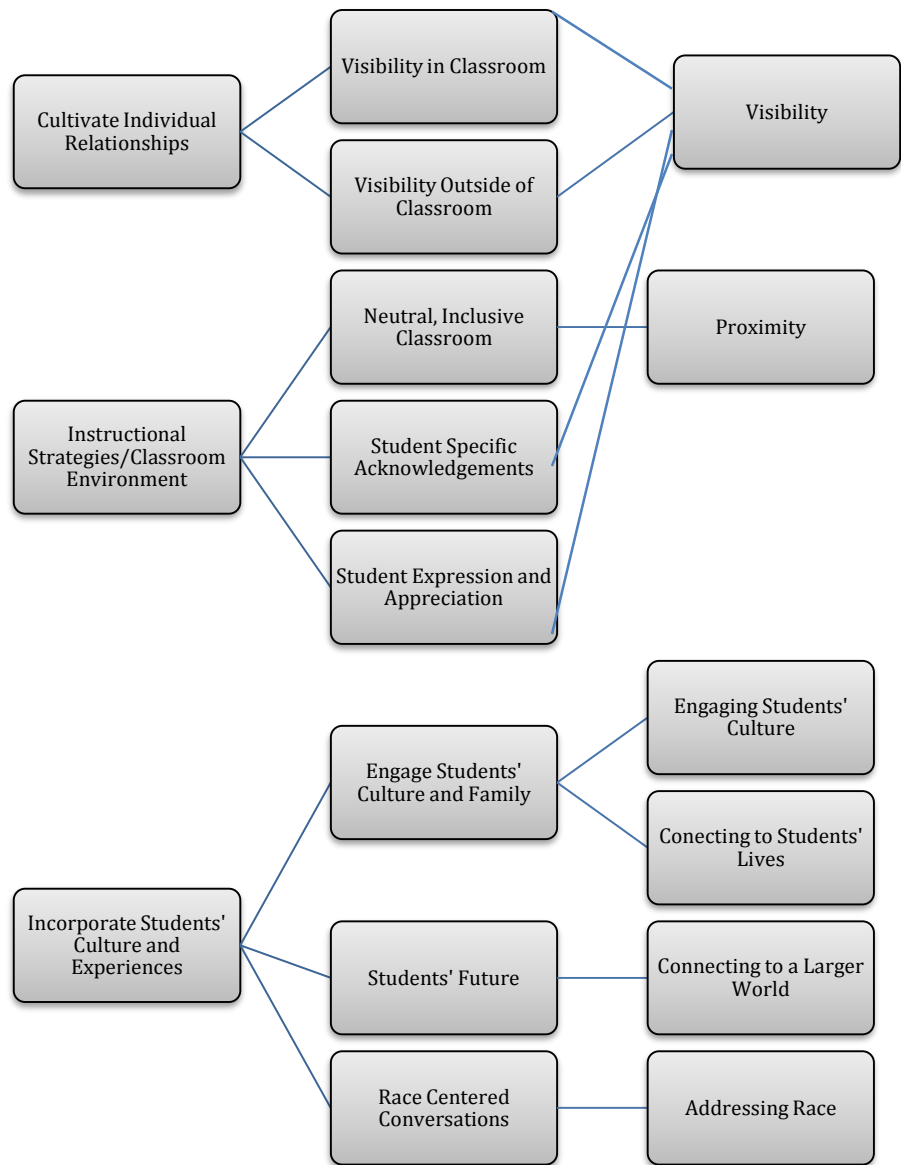 Cultivate Individual
Relationships
Visibility in Classroom
Visibility Outside of
Classroom
Visibility
Instructional
Strategies/Classroom
Environment
Neutral, Inclusive
Classroom
Student Specific
Acknowledgements
Student Expression and
Appreciation
Proximity
Incorporate Students'
Culture and
Experiences
Engage Students'
Culture and Family
Engaging Students'
Culture
Conecting to Students'
Lives
Students' Future
Connecting to a Larger
World
Race Centered
Conversations
Addressing Race